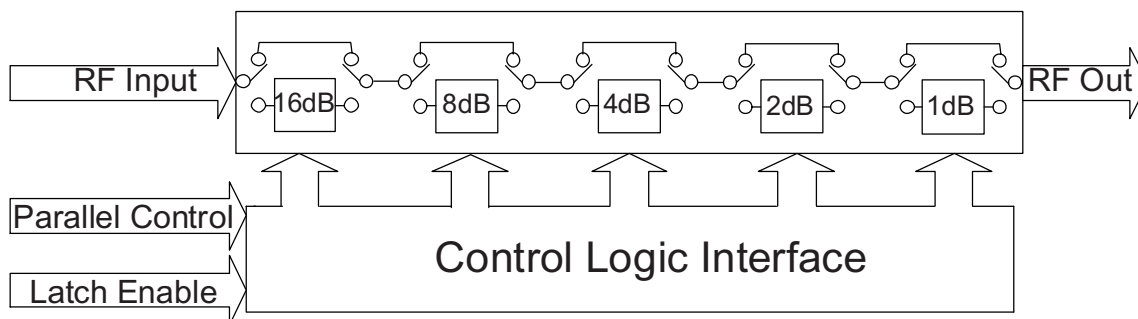 RF Input
16dB
8dB
4dB
2dB
1dB
RF Out
Parallel Control
Control Logic Interface
Latch Enable